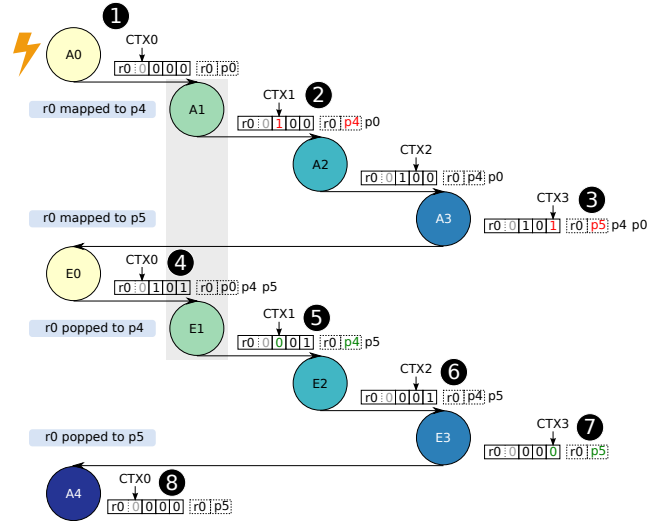 1
CTX0
A0
r0 0 0 0 0 r0 p0
r0 mapped to p4
A1
CTX1
2
r0 0 1 0 0 r0 p4 p0
A2
CTX2
r0 0 1 0 0 r0 p4 p0
r0 mapped to p5
A3
CTX3
3
r0 0 1 0 1 r0 p5 p4 p0
E0
CTX0
4
r0 0 1 0 1 r0 p0 p4 p5
r0 popped to p4
E1
CTX1
5
r0 0 0 0 1 r0 p4 p5
E2
CTX2
6
r0 0 0 0 1 r0 p4 p5
r0 popped to p5
E3
CTX3
7
r0 0 0 0 0 r0 p5
A4
CTX0
8
r0 0 0 0 0 r0 p5